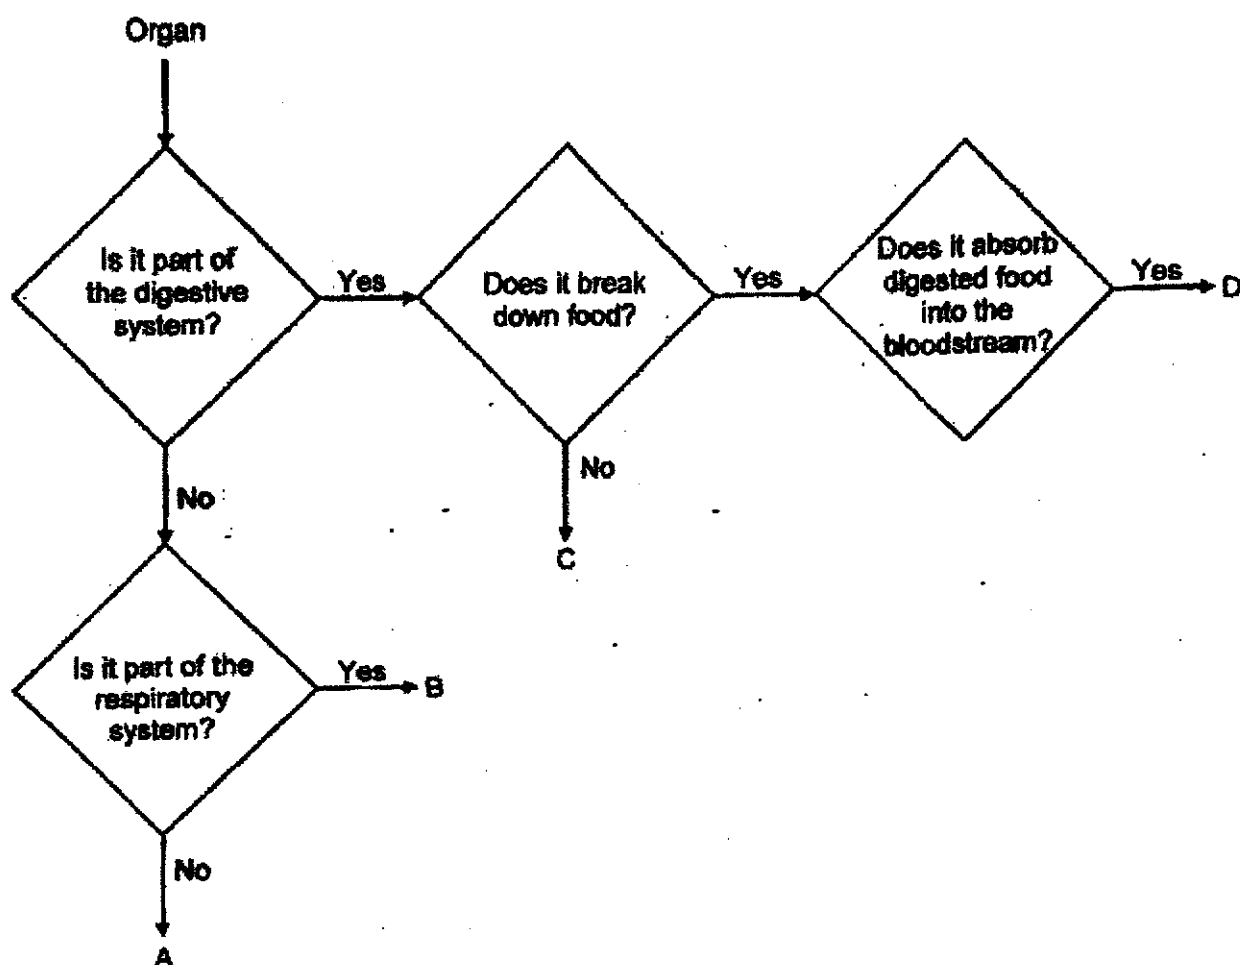 Organ
Is it part of
the digestive
system?
Yes
Does it break
down food?
Yes
Does it absorb
digested food
into the
bloodstream?
Yes
D
No
No
C
Is it part of the
respiratory
system?
Yes
B
No
A